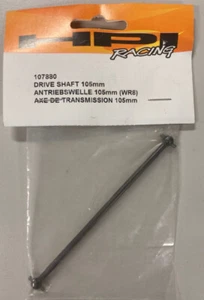 HPI
RACING
107880
DRIVE SHAFT 105mm
ANTRIEBSWELLE 105mm (WR8)
AXE DE TRANSMISSION 105mm